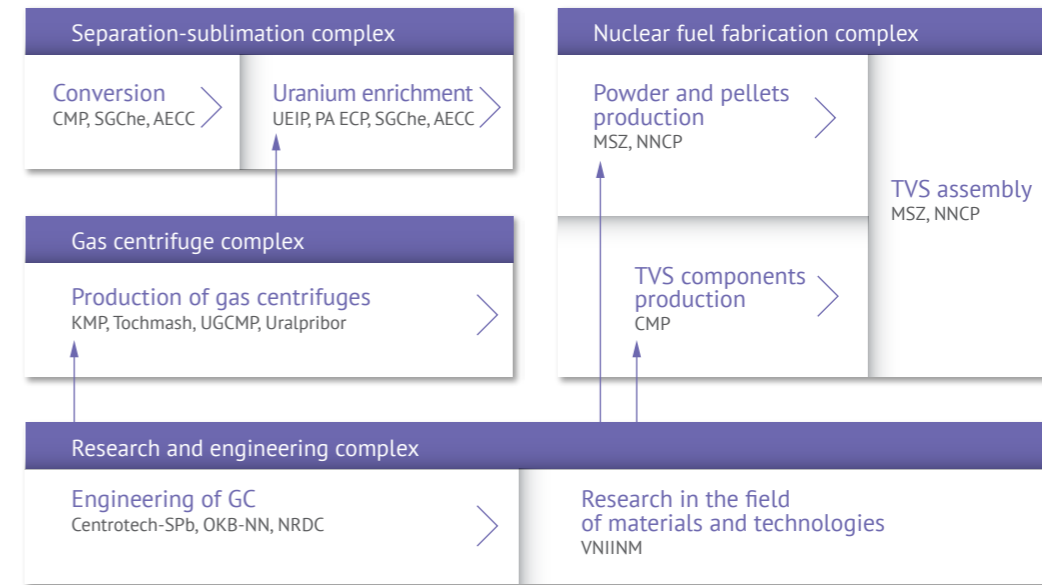 Separation-sublimation complex
Conversion
CMP, SGChe, AECC
Uranium enrichment
UEIP, PA ECP, SGChe, AECC
Gas centrifuge complex
Production of gas centrifuges
KMP, Tochmash, UGCMP, Uralpribor
Nuclear fuel fabrication complex
Powder and pellets
production
MSZ, NNCP
TVS components
production
CMP
TVS assembly
MSZ, NNCP
Research and engineering complex
Engineering of GC
Centrotech-SPb, OKB-NN, NRDC
Research in the field
of materials and technologies
VNIINM